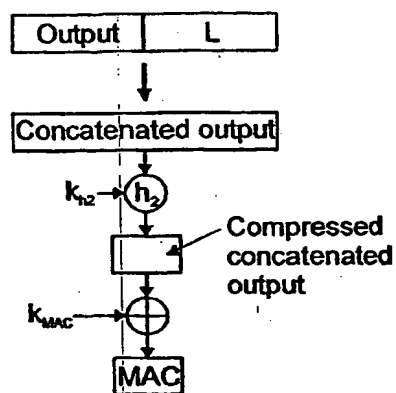 Output L
Concatenated output
k_h2 h_2
Compressed
concatenated
output
k_MAC
MAC